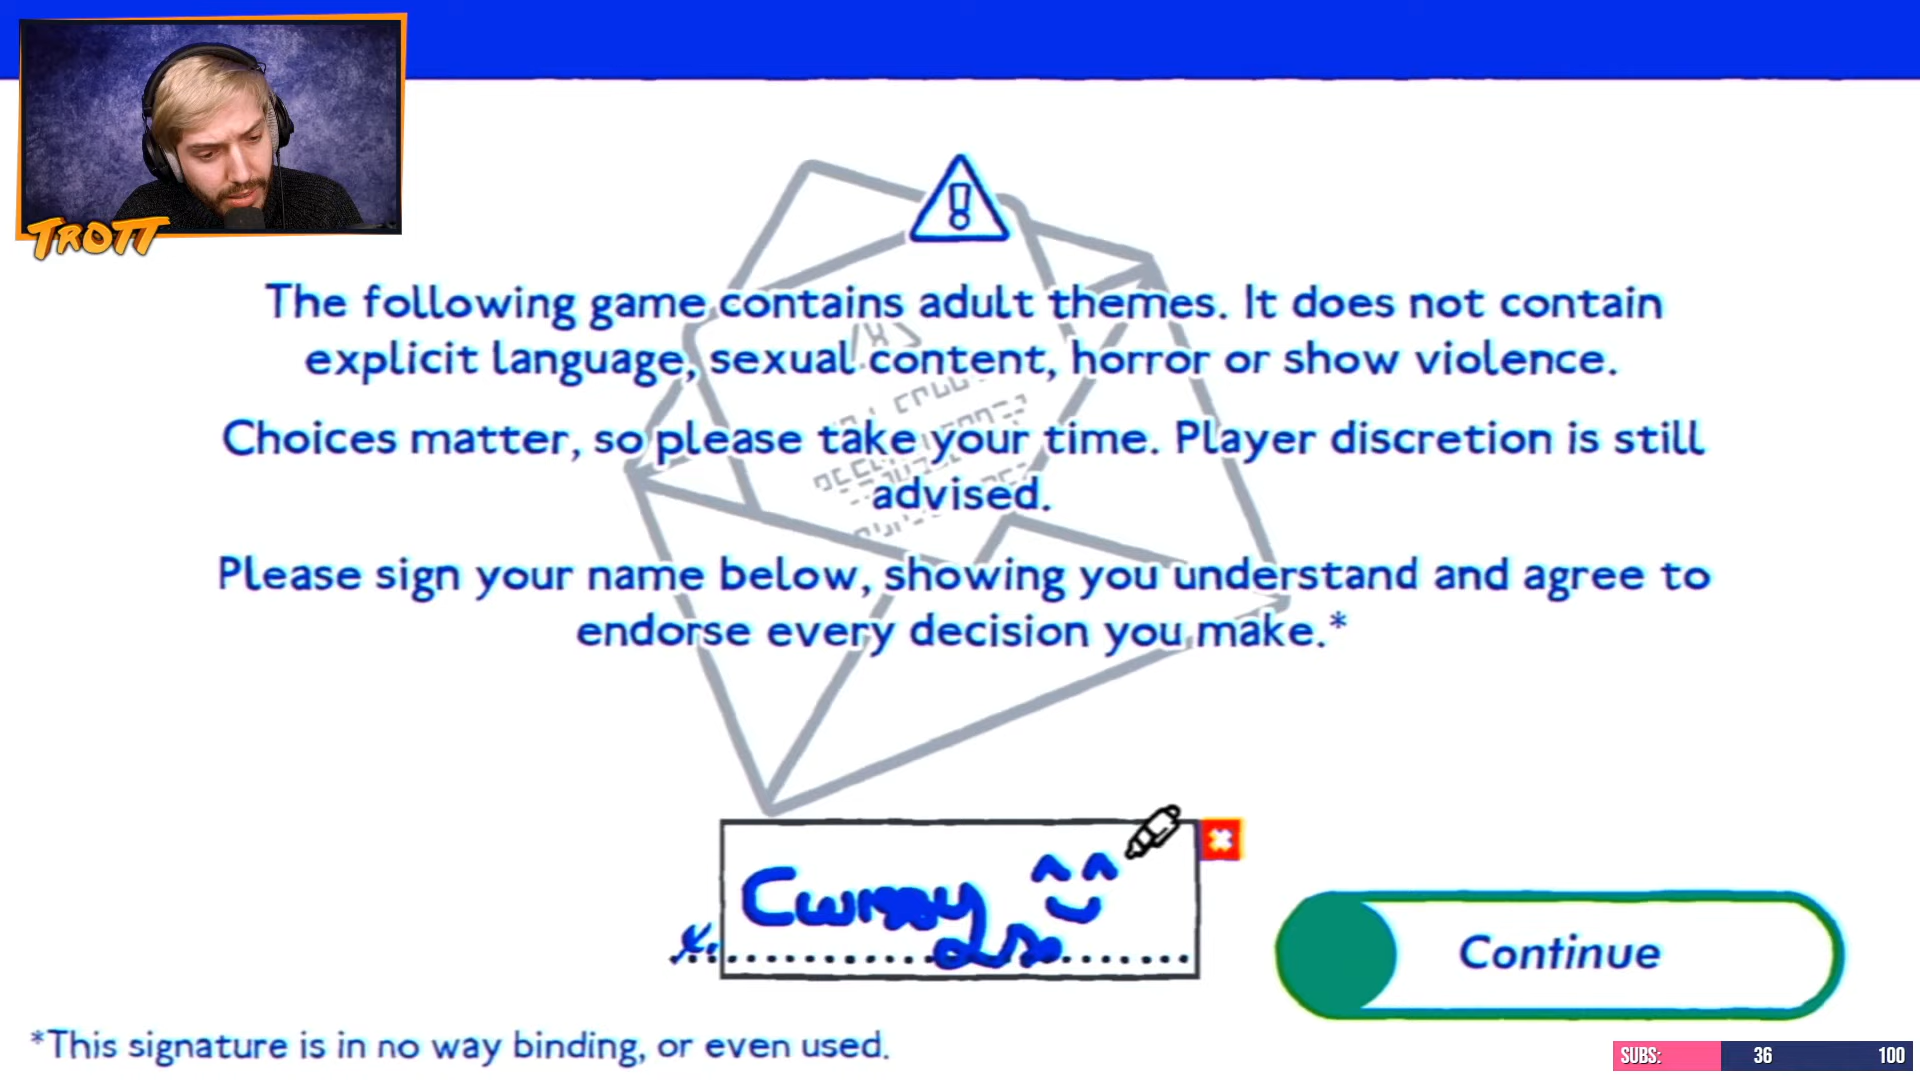 TROTT
The following game contains adult themes. It does not contain
explicit language, sexual content, horror or show violence.
Choices matter, so please take your time. Player discretion is still
advised.
Please sign your name below, showing you understand and agree to
endorse every decision you make.*
x.
Continue
*This signature is in no way binding, or even used.
SUBS: 36 100